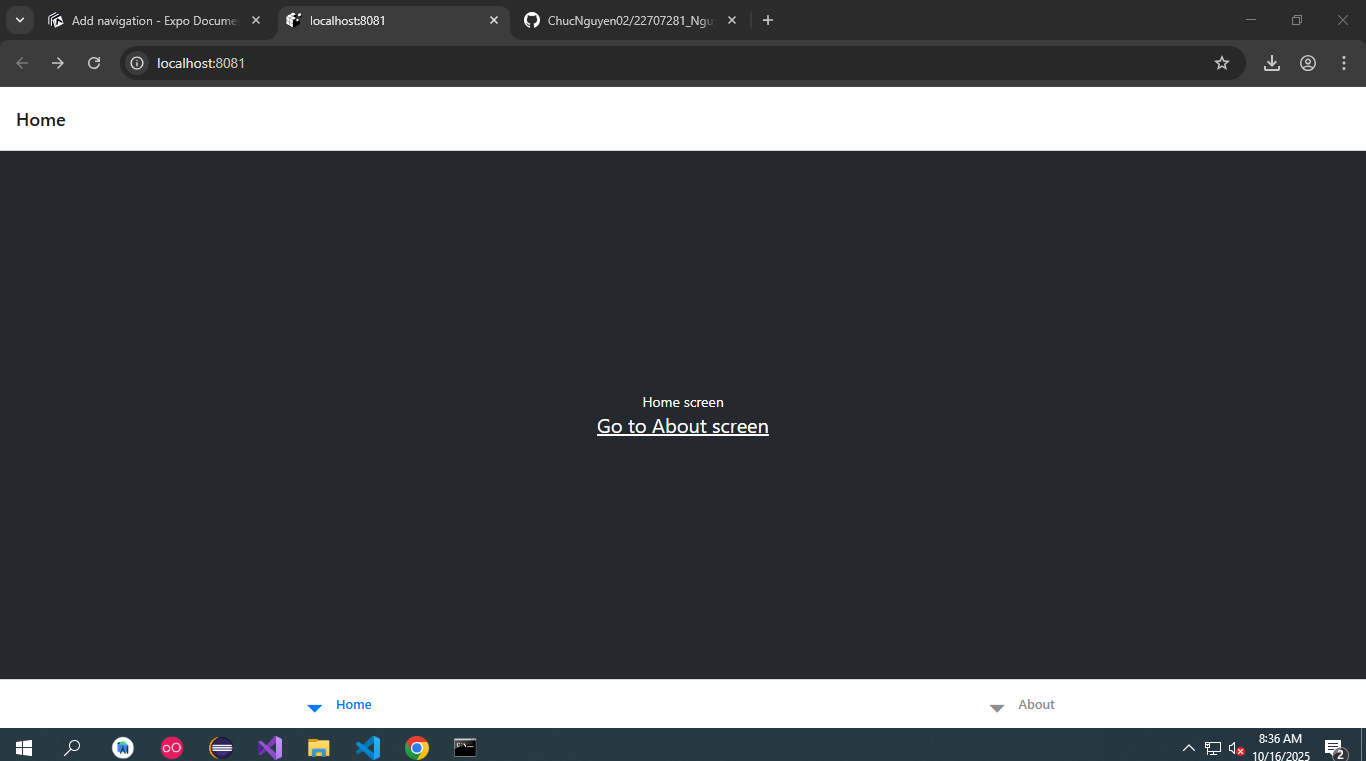 Add navigation - Expo Docume
localhost:8081
ChucNguyen02/22707281_Ngu
localhost:8081
Home
Home screen
Go to About screen
Home
About
8:36 AM
10/16/2025
2